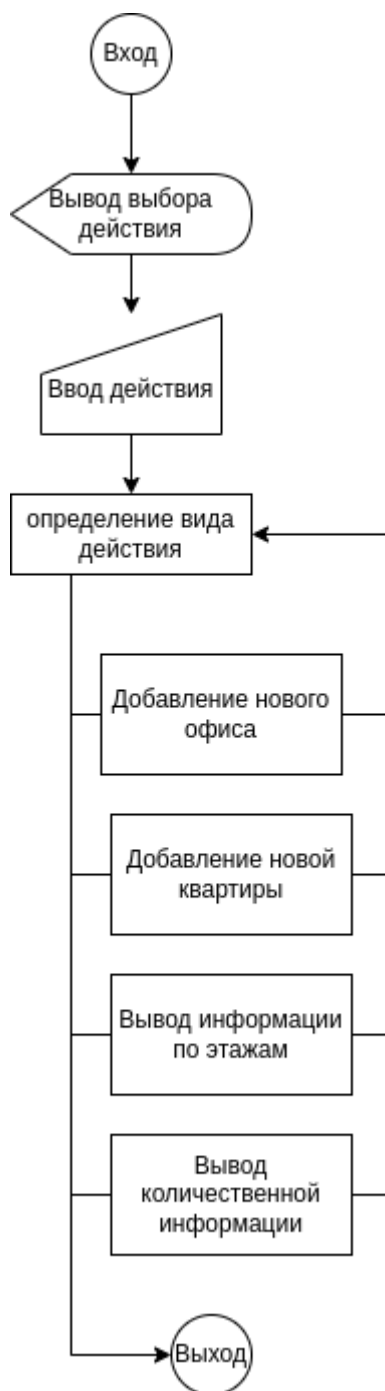 Вход
Вывод выбора
действия
Ввод действия
определение вида
действия
Добавление нового
офиса
Добавление новой
квартиры
Вывод информации
по этажам
Вывод
количественной
информации
Выход